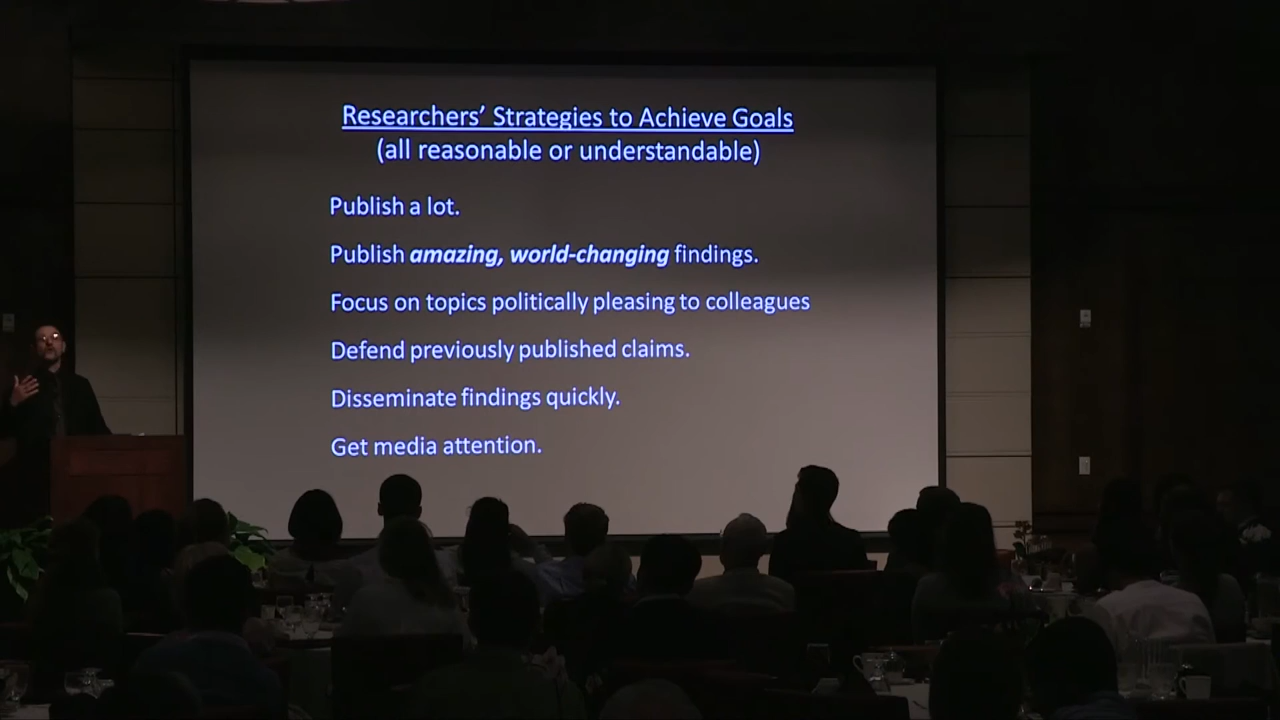 Researchers’ Strategies to Achieve Goals
(all reasonable or understandable)
Publish a lot.
Publish amazing, world-changing findings.
Focus on topics politically pleasing to colleagues
Defend previously published claims.
Disseminate findings quickly.
Get media attention.